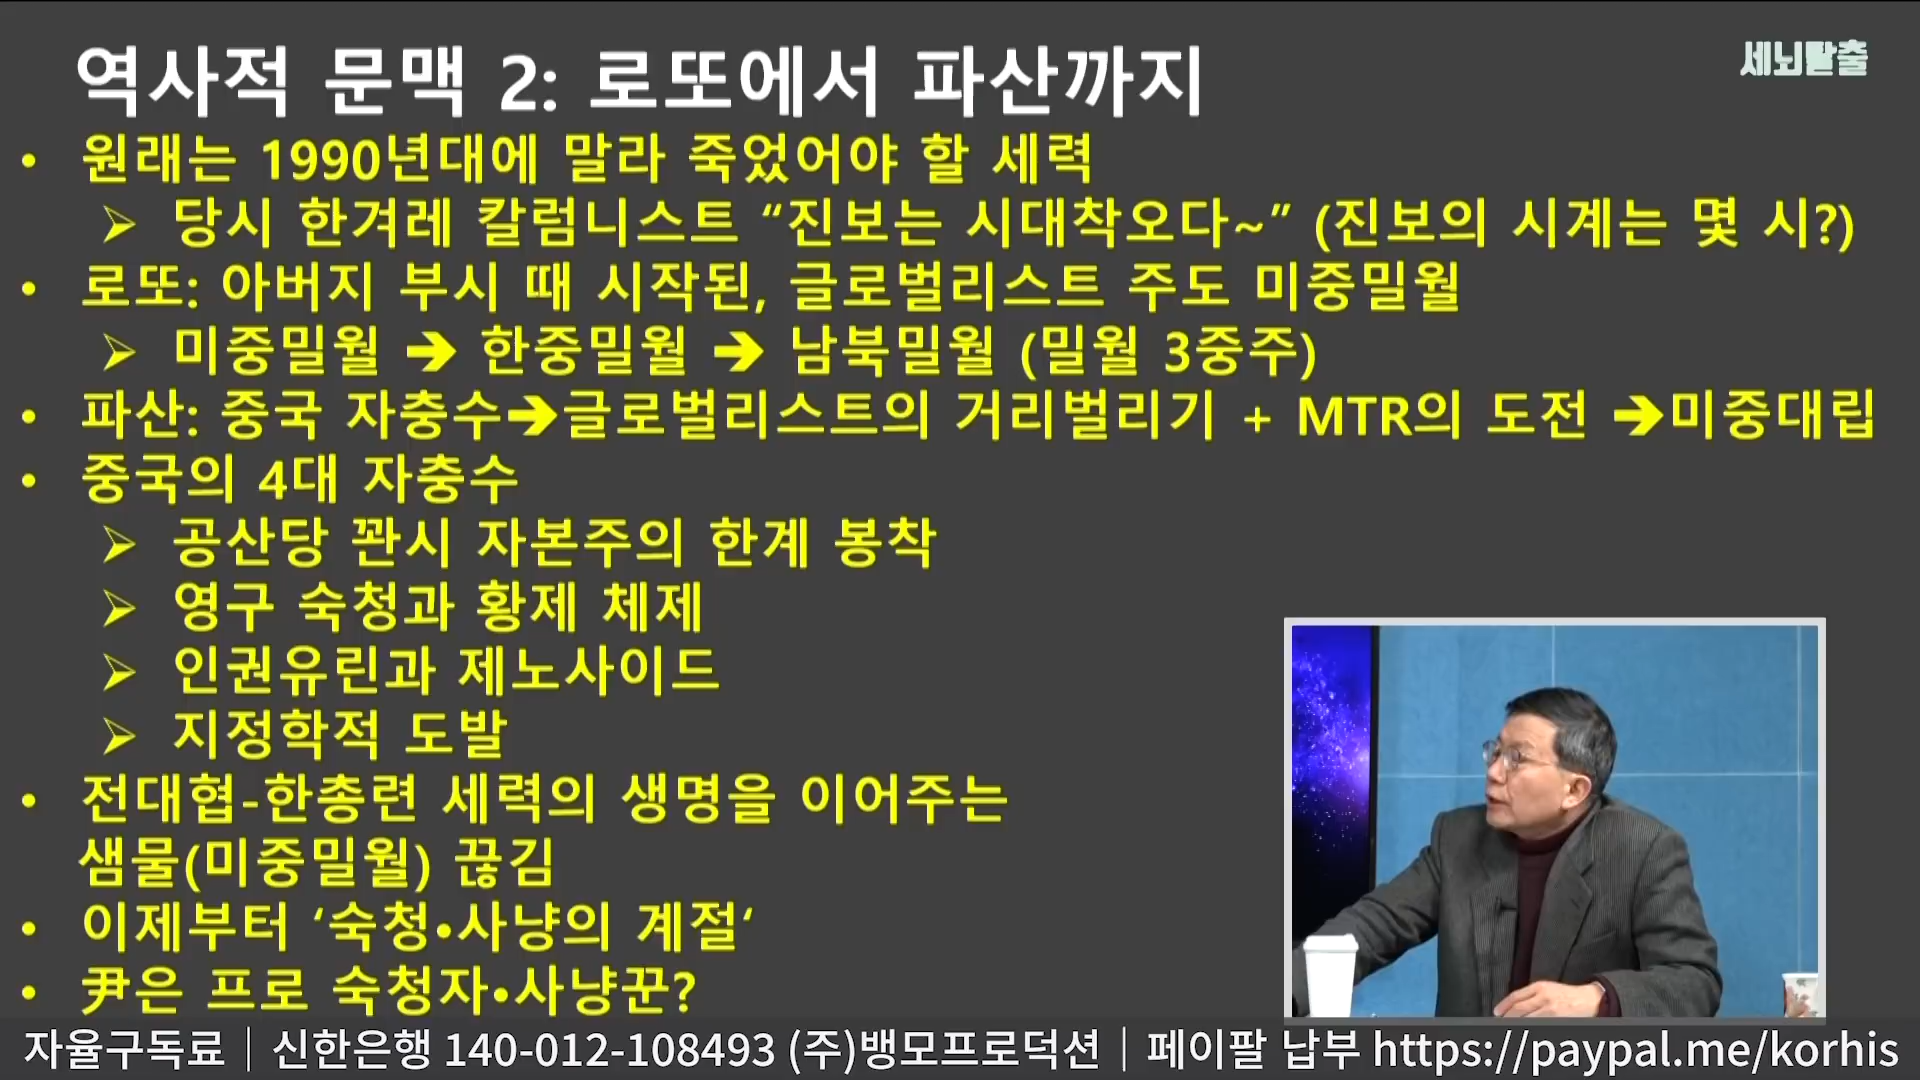 역사적 문맥 2: 로또에서 파산까지
세뇌탈출
• 원래는 1990년대에 말라 죽었어야 할 세력
➢ 당시 한겨레 칼럼니스트 “진보는 시대착오다~” (진보의 시계는 몇 시?)
• 로또: 아버지 부시 때 시작된, 글로벌리스트 주도 미중밀월
➢ 미중밀월 ➔ 한중밀월 ➔ 남북밀월 (밀월 3중주)
• 파산: 중국 자충수➔글로벌리스트의 거리벌리기 + MTR의 도전 ➔미중대립
• 중국의 4대 자충수
➢ 공산당 꽌시 자본주의 한계 봉착
➢ 영구 숙청과 황제 체제
➢ 인권유린과 제노사이드
➢ 지정학적 도발
• 전대협-한총련 세력의 생명을 이어주는
샘물(미중밀월) 끊김
• 이제부터 ‘숙청•사냥의 계절‘
• 尹은 프로 숙청자•사냥꾼?
자율구독료│신한은행 140-012-108493 (주)뱅모프로덕션│페이팔 납부 https://paypal.me/korhis